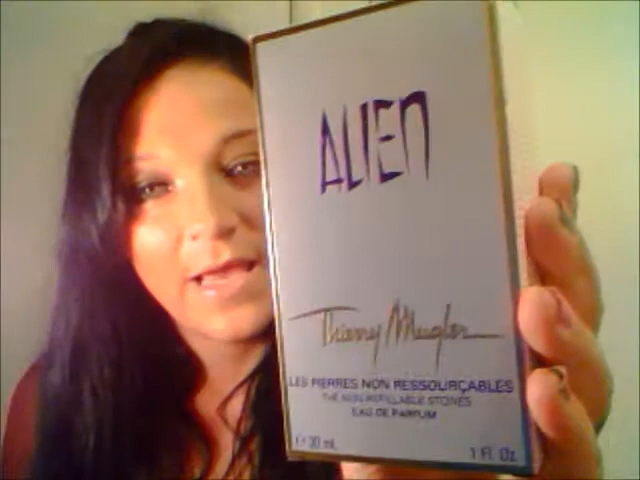 ALIEN
Thierry Mugler
LES PIERRES NON RESSOURÇABLES
THE NON REFILLABLE STONES
EAU DE PARFUM
e 30 mL 1 Fl. Oz.